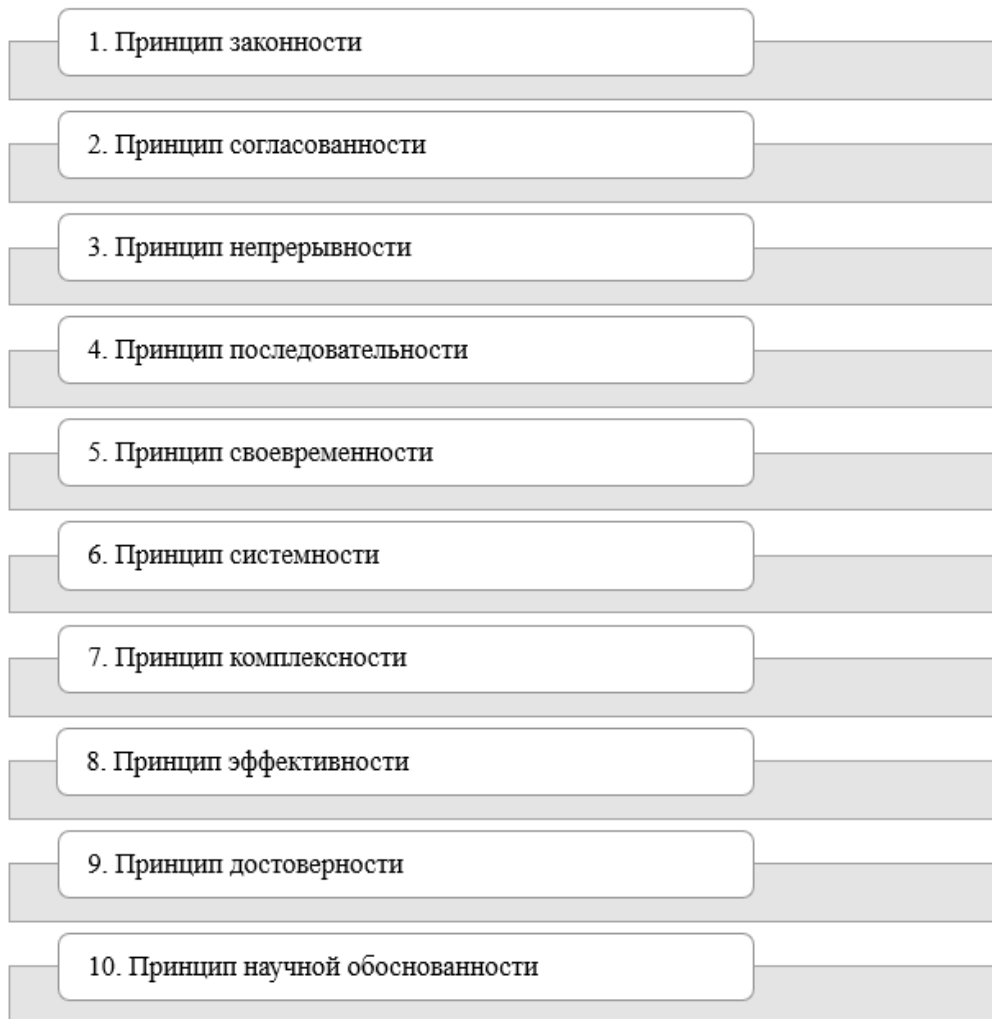 1. Принцип законности
2. Принцип согласованности
3. Принцип непрерывности
4. Принцип последовательности
5. Принцип своевременности
6. Принцип системности
7. Принцип комплексности
8. Принцип эффективности
9. Принцип достоверности
10. Принцип научной обоснованности